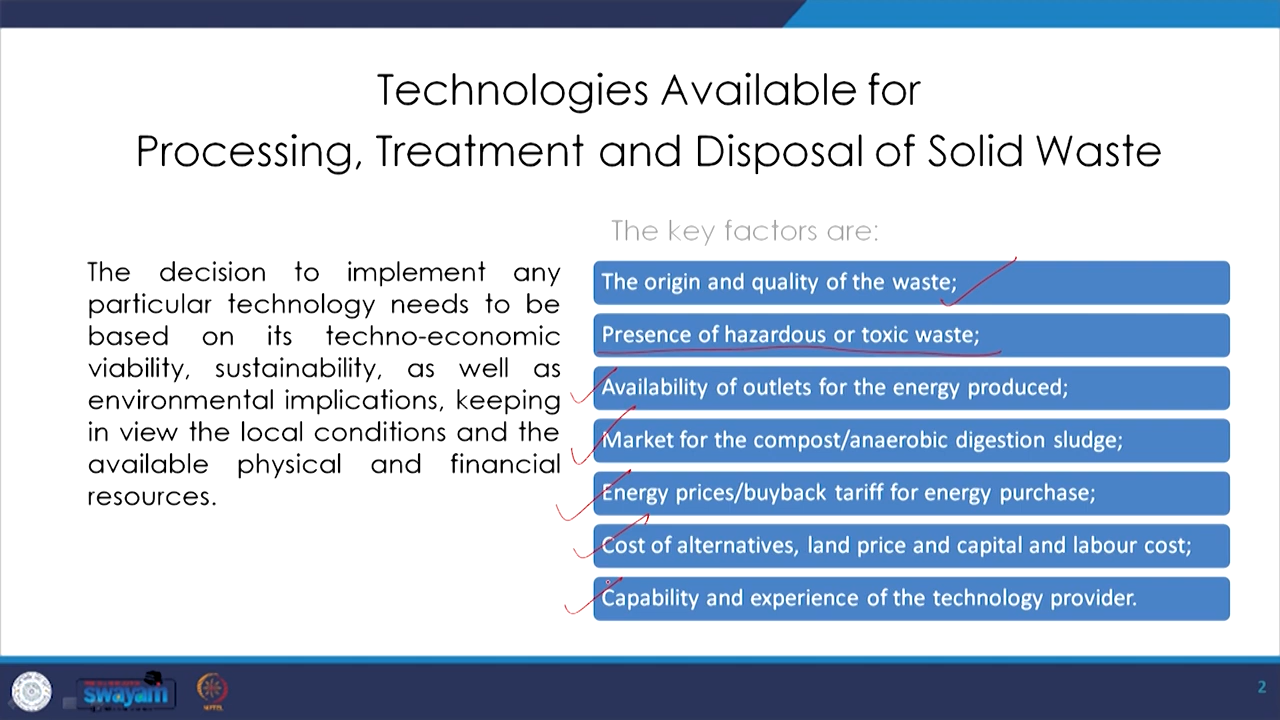 Technologies Available for
Processing, Treatment and Disposal of Solid Waste
The decision to implement any
particular technology needs to be
based on its techno-economic
viability, sustainability, as well as
environmental implications, keeping
in view the local conditions and the
available physical and financial
resources.
The key factors are:
The origin and quality of the waste;
Presence of hazardous or toxic waste;
Availability of outlets for the energy produced;
Market for the compost/anaerobic digestion sludge;
Energy prices/buyback tariff for energy purchase;
Cost of alternatives, land price and capital and labour cost;
Capability and experience of the technology provider.
swayam
2